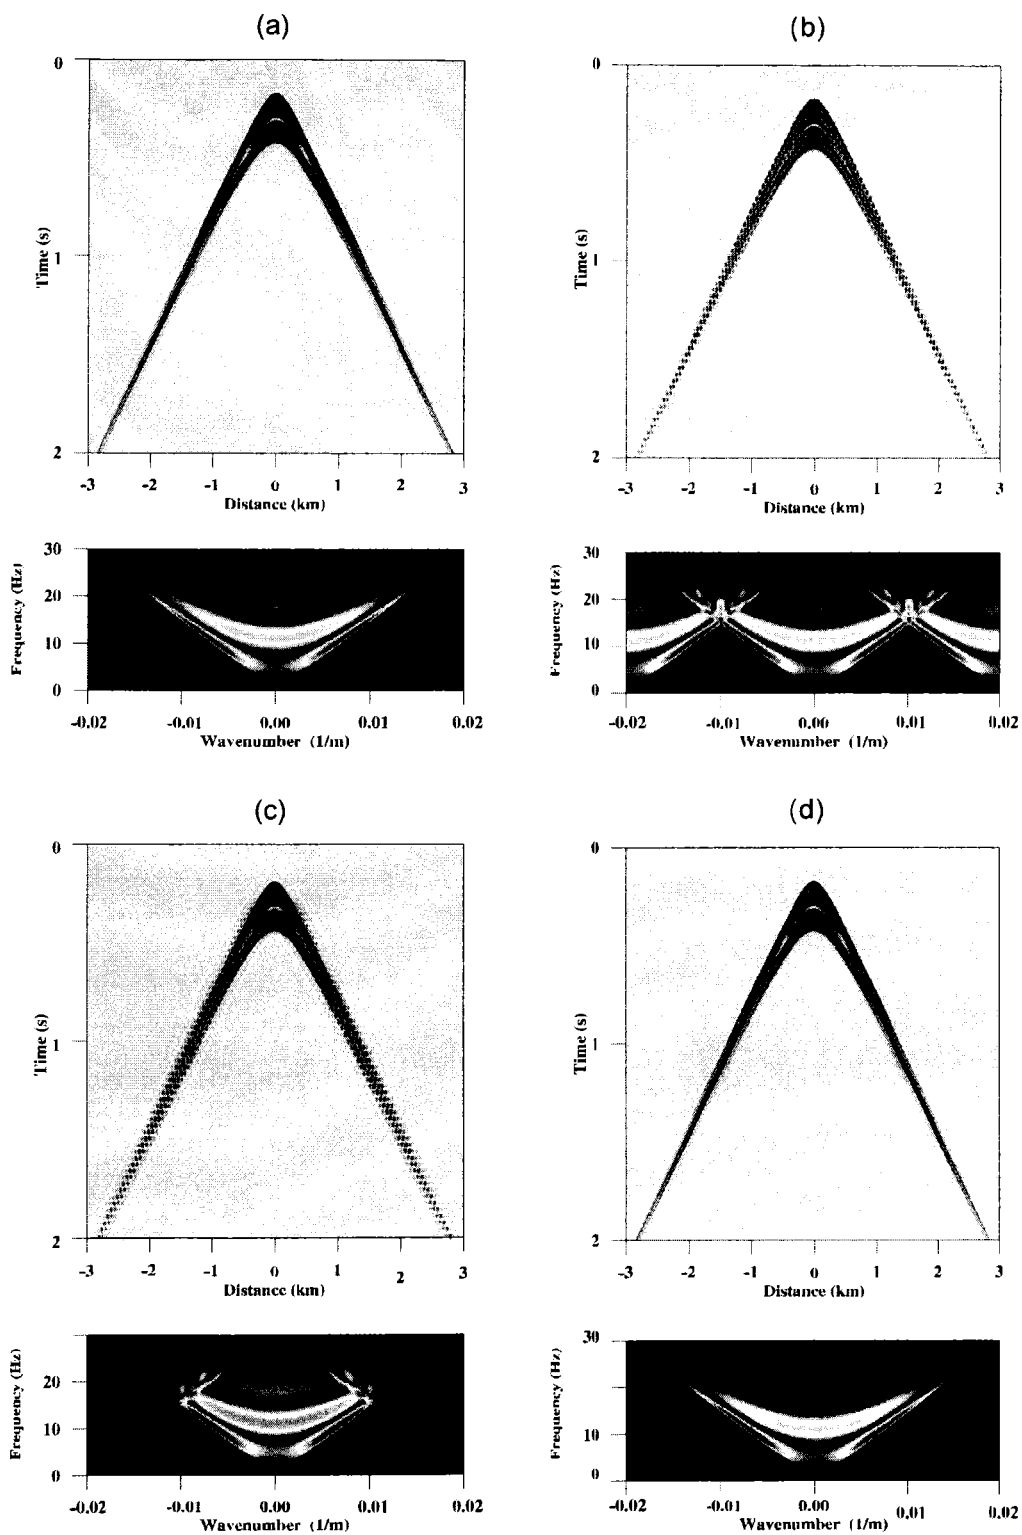 (a)
0
Time (s)
1
2
-3 -2 -1 0 1 2 3
Distance (km)
30
Frequency (Hz)
20
10
0
-0.02 -0.01 0.00 0.01 0.02
Wavenumber (1/m)
(b)
0
Time (s)
1
2
-3 -2 -1 0 1 2 3
Distance (km)
30
Frequency (Hz)
20
10
0
-0.02 -0.01 0.00 0.01 0.02
Wavenumber (1/m)
(c)
0
Time (s)
1
2
-3 -2 -1 0 1 2 3
Distance (km)
Frequency (Hz)
20
10
0
-0.02 -0.01 0.00 0.01 0.02
Wavenumber (1/m)
(d)
0
Time (s)
1
2
-3 -2 -1 0 1 2 3
Distance (km)
30
Frequency (Hz)
20
10
0
-0.02 -0.01 0.00 0.01 0.02
Wavenumber (1/m)